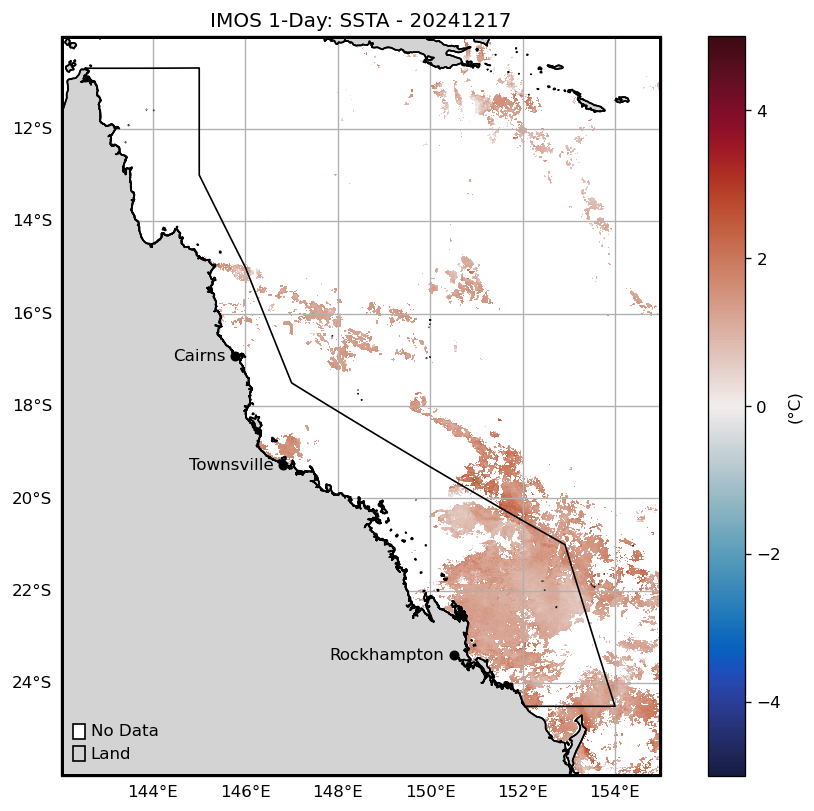 IMOS 1-Day: SSTA - 20241217
12°S
14°S
16°S
18°S
20°S
22°S
24°S
Cairns
Townsville
Rockhampton
No Data
Land
144°E 146°E 148°E 150°E 152°E 154°E
4
2
0
−2
−4
(°C)